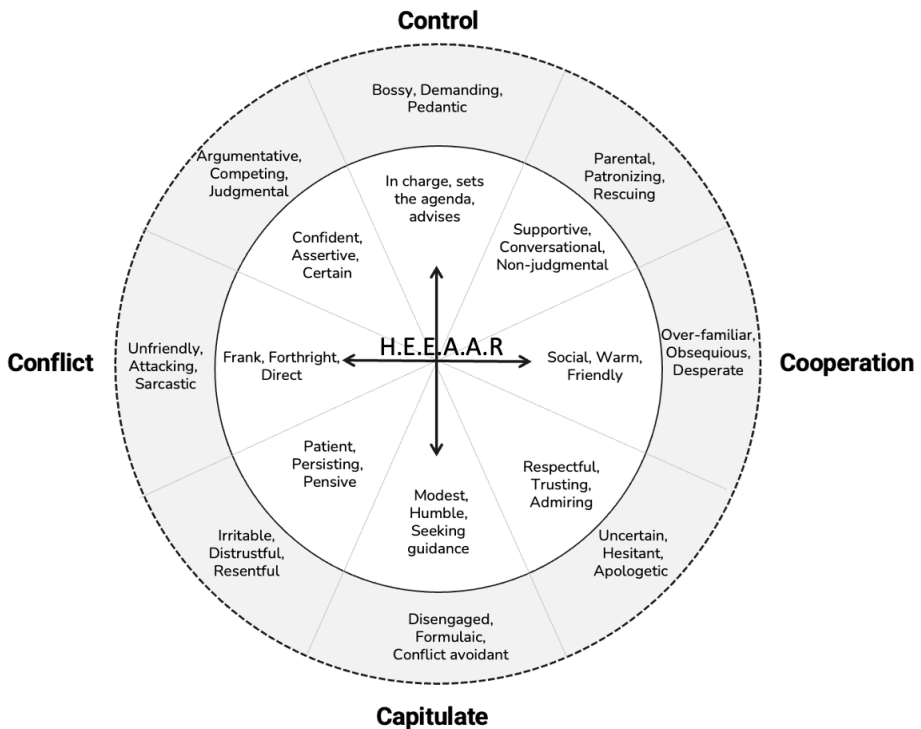 Control
Bossy, Demanding,
Pedantic
Argumentative,
Competing,
Judgmental
Parental,
Patronizing,
Rescuing
In charge, sets
the agenda,
advises
Confident,
Assertive,
Certain
Supportive,
Conversational,
Non-judgmental
H.E.E.A.A.R
Conflict
Unfriendly,
Attacking,
Sarcastic
Frank, Forthright,
Direct
Social, Warm,
Friendly
Over-familiar,
Obsequious,
Desperate
Cooperation
Patient,
Persisting,
Pensive
Modest,
Humble,
Seeking
guidance
Respectful,
Trusting,
Admiring
Irritable,
Distrustful,
Resentful
Uncertain,
Hesitant,
Apologetic
Disengaged,
Formulaic,
Conflict avoidant
Capitulate